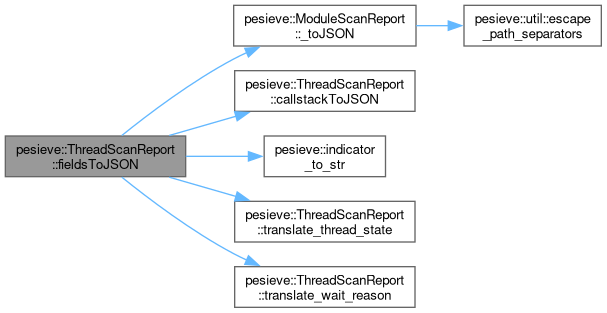 pesieve::ThreadScanReport
::fieldsToJSON
pesieve::ModuleScanReport
::_toJSON
pesieve::util::escape
_path_separators
pesieve::ThreadScanReport
::callstackToJSON
pesieve::indicator
_to_str
pesieve::ThreadScanReport
::translate_thread_state
pesieve::ThreadScanReport
::translate_wait_reason